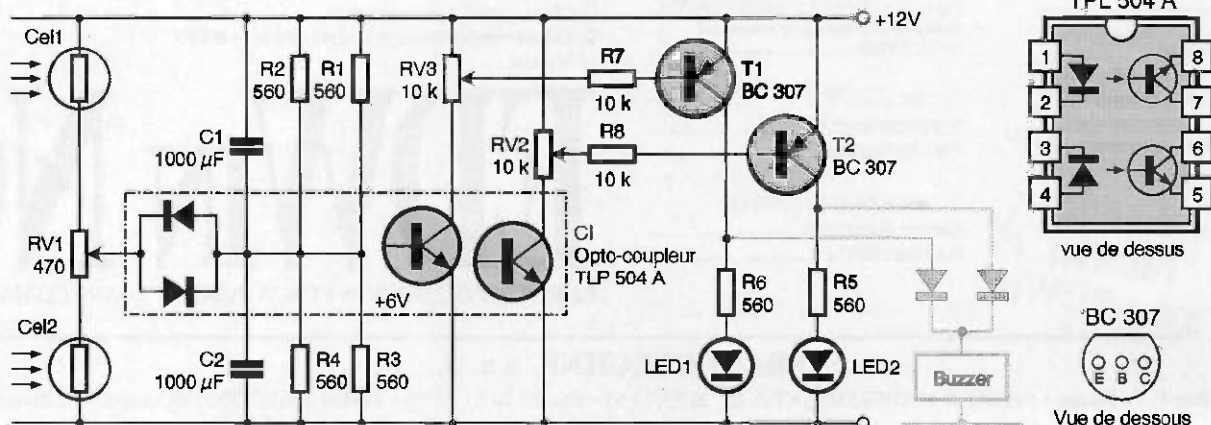 +12V
Cel1
R2
560
R1
560
RV3
10 k
R7
10 k
T1
BC 307
C1
1000 µF
RV2
10 k
R8
10 k
T2
BC 307
RV1
470
+6V
CI
Opto-coupleur
TLP 504 A
Cel2
C2
1000 µF
R4
560
R3
560
R6
560
R5
560
LED1
LED2
Buzzer
TPL 504 A
1
2
3
4
8
7
6
5
vue de dessus
BC 307
E B C
Vue de dessous